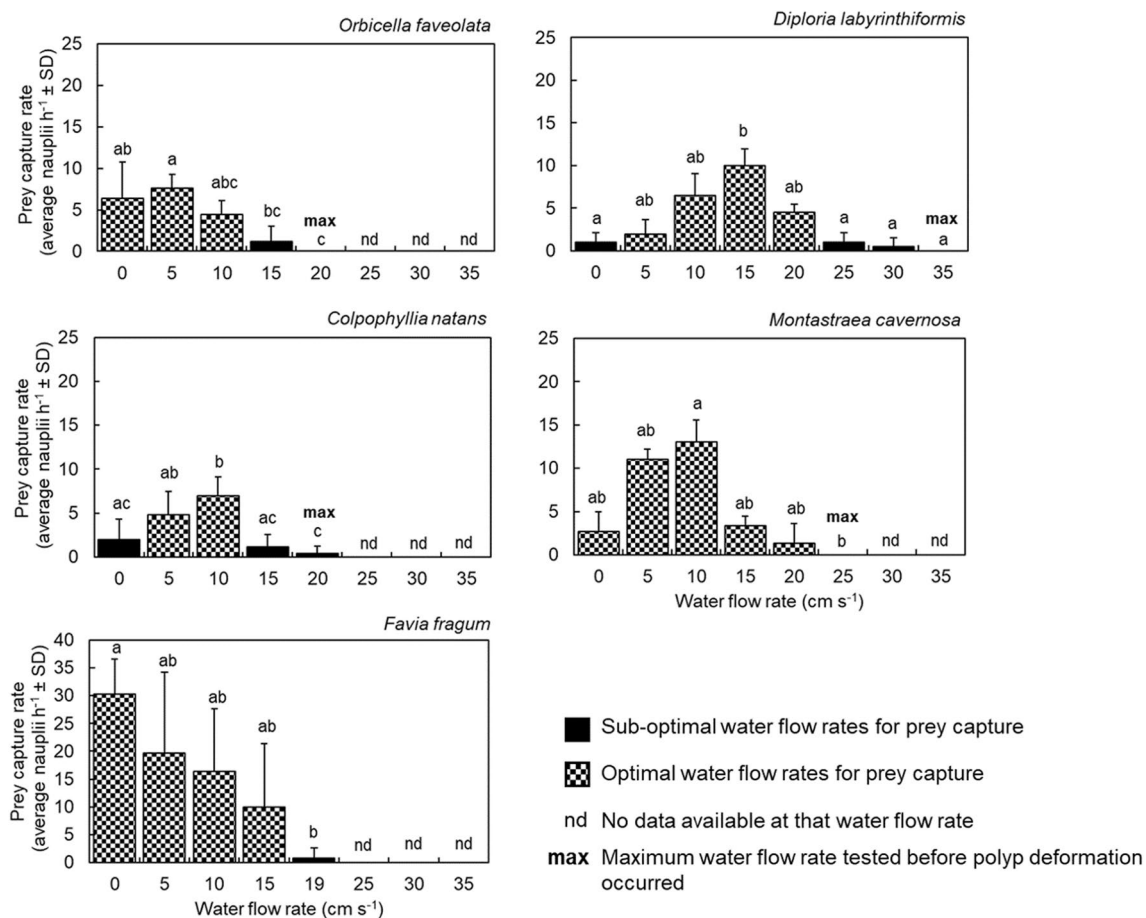 Orbicella faveolata
Prey capture rate
(average nauplii h⁻¹ ± SD)
25
20
15
10
5
0
ab
a
abc
bc
max
c
nd
nd
nd
0 5 10 15 20 25 30 35
Diploria labyrinthiformis
25
20
15
10
5
0
a
ab
ab
b
ab
a
a
max
a
0 5 10 15 20 25 30 35
Colpophyllia natans
Prey capture rate
(average nauplii h⁻¹ ± SD)
25
20
15
10
5
0
ac
ab
b
ac
max
c
nd
nd
nd
0 5 10 15 20 25 30 35
Montastraea cavernosa
25
20
15
10
5
0
ab
ab
a
ab
ab
max
b
nd
nd
0 5 10 15 20 25 30 35
Water flow rate (cm s⁻¹)
Favia fragum
Prey capture rate
(average nauplii h⁻¹ ± SD)
40
35
30
25
20
15
10
5
0
a
ab
ab
ab
b
nd
nd
nd
0 5 10 15 19 25 30 35
Water flow rate (cm s⁻¹)
Sub-optimal water flow rates for prey capture
Optimal water flow rates for prey capture
nd No data available at that water flow rate
max Maximum water flow rate tested before polyp deformation
occurred